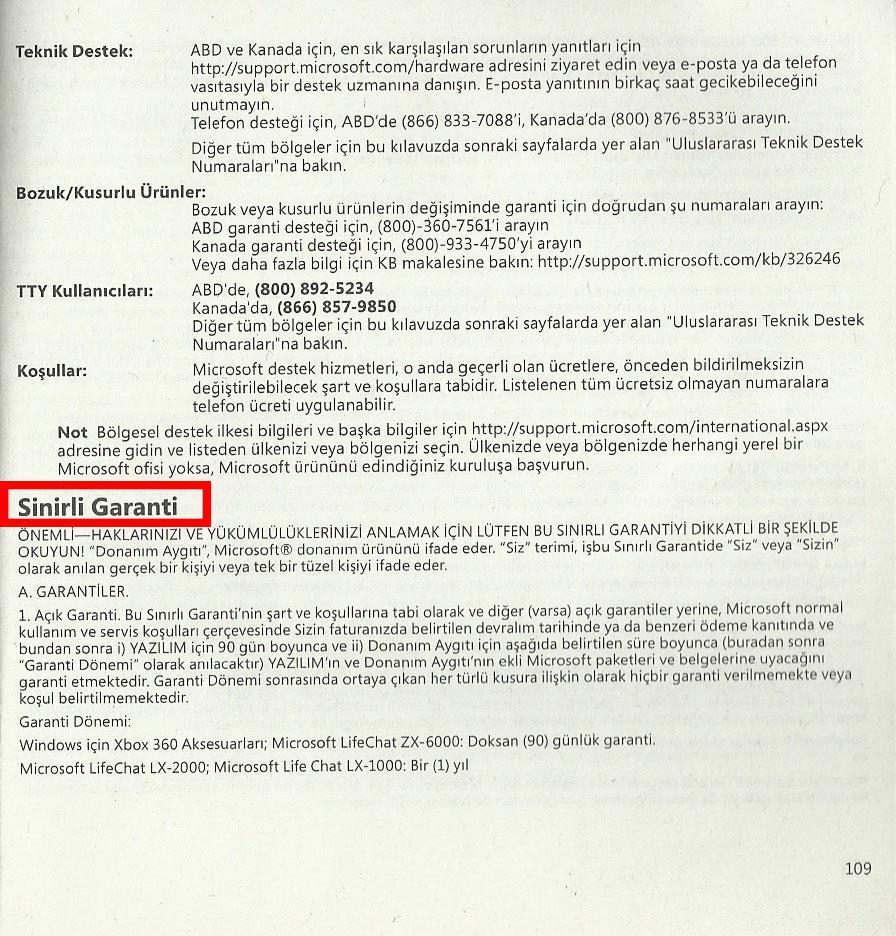 Teknik Destek: ABD ve Kanada için, en sık karşılaşılan sorunların yanıtları için
http://support.microsoft.com/hardware adresini ziyaret edin veya e-posta ya da telefon
vasıtasıyla bir destek uzmanına danışın. E-posta yanıtının birkaç saat gecikebileceğini
unutmayın.
Telefon desteği için, ABD'de (866) 833-7088'i, Kanada'da (800) 876-8533'ü arayın.
Diğer tüm bölgeler için bu kılavuzda sonraki sayfalarda yer alan "Uluslararası Teknik Destek
Numaraları"na bakın.
Bozuk/Kusurlu Ürünler:
Bozuk veya kusurlu ürünlerin değişiminde garanti için doğrudan şu numaraları arayın:
ABD garanti desteği için, (800)-360-7561'i arayın
Kanada garanti desteği için, (800)-933-4750'yi arayın
Veya daha fazla bilgi için KB makalesine bakın: http://support.microsoft.com/kb/326246
TTY Kullanıcıları: ABD'de, (800) 892-5234
Kanada'da, (866) 857-9850
Diğer tüm bölgeler için bu kılavuzda sonraki sayfalarda yer alan "Uluslararası Teknik Destek
Numaraları"na bakın.
Koşullar: Microsoft destek hizmetleri, o anda geçerli olan ücretlere, önceden bildirilmeksizin
değiştirilebilecek şart ve koşullara tabidir. Listelenen tüm ücretsiz olmayan numaralara
telefon ücreti uygulanabilir.
Not Bölgesel destek ilkesi bilgileri ve başka bilgiler için http://support.microsoft.com/international.aspx
adresine gidin ve listeden ülkenizi veya bölgenizi seçin. Ülkenizde veya bölgenizde herhangi yerel bir
Microsoft ofisi yoksa, Microsoft ürününü edindiğiniz kuruluşa başvurun.
Sinirli Garanti
ÖNEMLİ—HAKLARINIZI VE YÜKÜMLÜLÜKLERİNİZİ ANLAMAK İÇİN LÜTFEN BU SINIRLI GARANTİYİ DİKKATLİ BİR ŞEKİLDE
OKUYUN! “Donanım Aygıtı”, Microsoft® donanım ürününü ifade eder. “Siz” terimi, işbu Sınırlı Garantide “Siz” veya “Sizin”
olarak anılan gerçek bir kişiyi veya tek bir tüzel kişiyi ifade eder.
A. GARANTİLER.
1. Açık Garanti. Bu Sınırlı Garanti'nin şart ve koşullarına tabi olarak ve diğer (varsa) açık garantiler yerine, Microsoft normal
kullanım ve servis koşulları çerçevesinde Sizin faturanızda belirtilen devralım tarihinde ya da benzeri ödeme kanıtında ve
bundan sonra i) YAZILIM için 90 gün boyunca ve ii) Donanım Aygıtı için aşağıda belirtilen süre boyunca (buradan sonra
“Garanti Dönemi” olarak anılacaktır) YAZILIM'ın ve Donanım Aygıtı'nın ekli Microsoft paketleri ve belgelerine uyacağını
garanti etmektedir. Garanti Dönemi sonrasında ortaya çıkan her türlü kusura ilişkin olarak hiçbir garanti verilmemekte veya
koşul belirtilmemektedir.
Garanti Dönemi:
Windows için Xbox 360 Aksesuarları; Microsoft LifeChat ZX-6000: Doksan (90) günlük garanti.
Microsoft LifeChat LX-2000; Microsoft Life Chat LX-1000: Bir (1) yıl
109